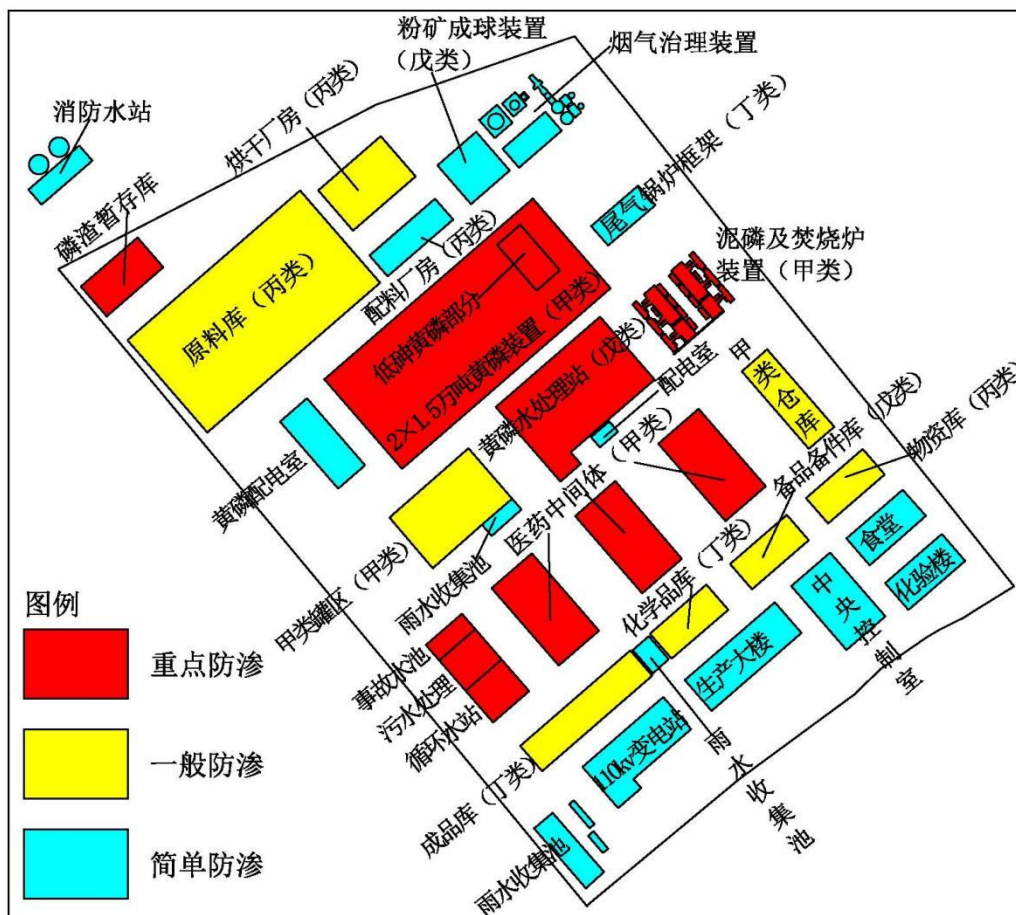 粉矿成球装置
（戊类）
烟气治理装置
消防水站
烘干厂房（丙类）
尾气锅炉框架（丁类）
磷渣暂存库
泥磷及焚烧炉
装置（甲类）
原料库（丙类）
配料厂房（丙类）
低砷黄磷部分
2×1.5万吨黄磷装置（甲类）
黄磷水处理站（戊类）
配电室
甲类仓库
黄磷配电室
医药中间体（甲类）
备品备件库（戊类）
物资库（丙类）
食堂
化验楼
甲类罐区（甲类）
雨水收集池
化学品库（丁类）
中央控制室
生产大楼
事故水池
污水处理
循环水站
110kv变电站
雨水收集池
成品库（丁类）
雨水收集池
图例
重点防渗
一般防渗
简单防渗